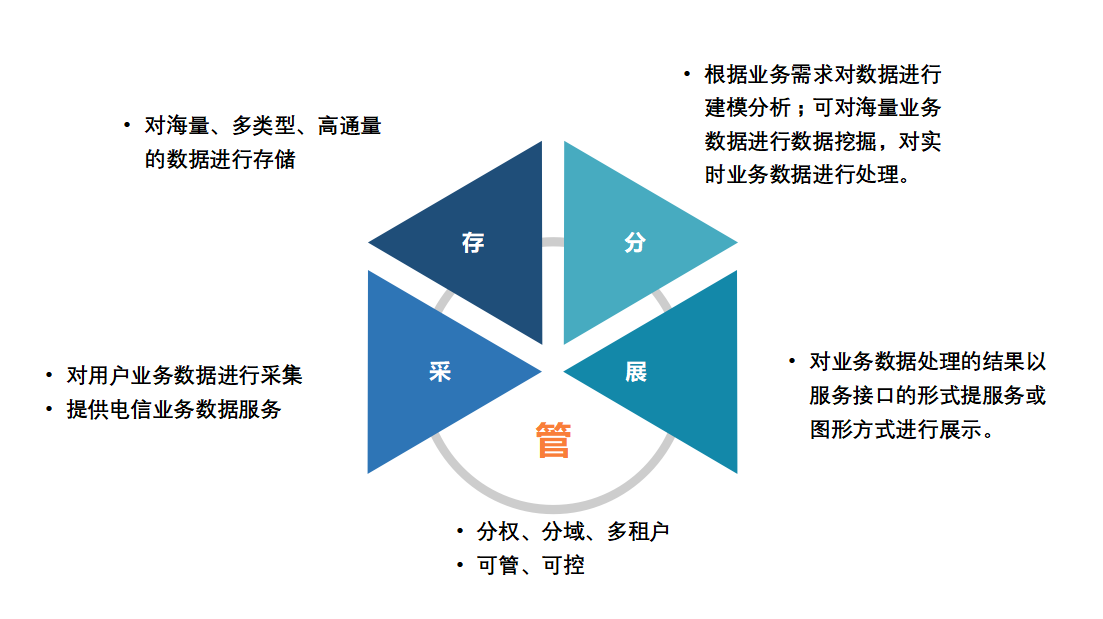 • 根据业务需求对数据进行
建模分析；可对海量业务
数据进行数据挖掘，对实
时业务数据进行处理。
• 对海量、多类型、高通量
的数据进行存储
存
分
采
展
管
• 对用户业务数据进行采集
• 提供电信业务数据服务
• 对业务数据处理的结果以
服务接口的形式提服务或
图形方式进行展示。
• 分权、分域、多租户
• 可管、可控